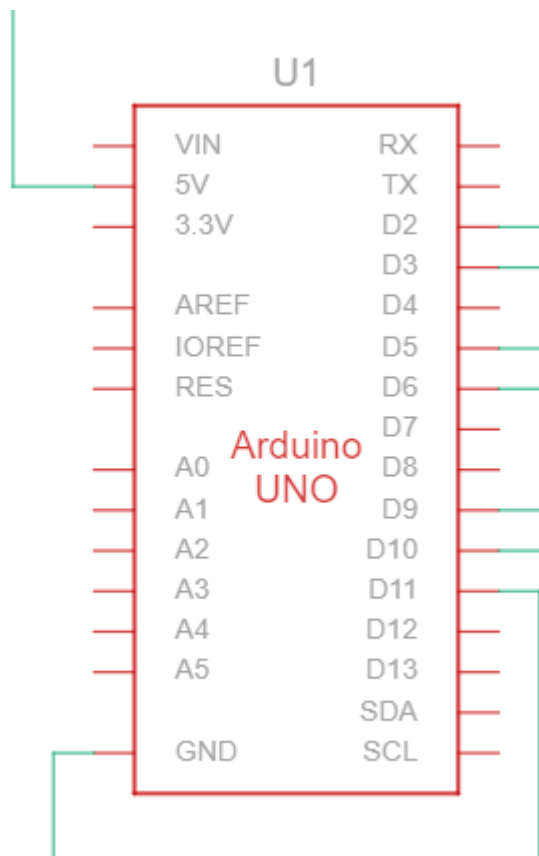 U1
VIN RX
5V TX
3.3V D2
D3
AREF D4
IOREF D5
RES D6
D7
Arduino
A0 D8
UNO
A1 D9
A2 D10
A3 D11
A4 D12
A5 D13
SDA
GND SCL